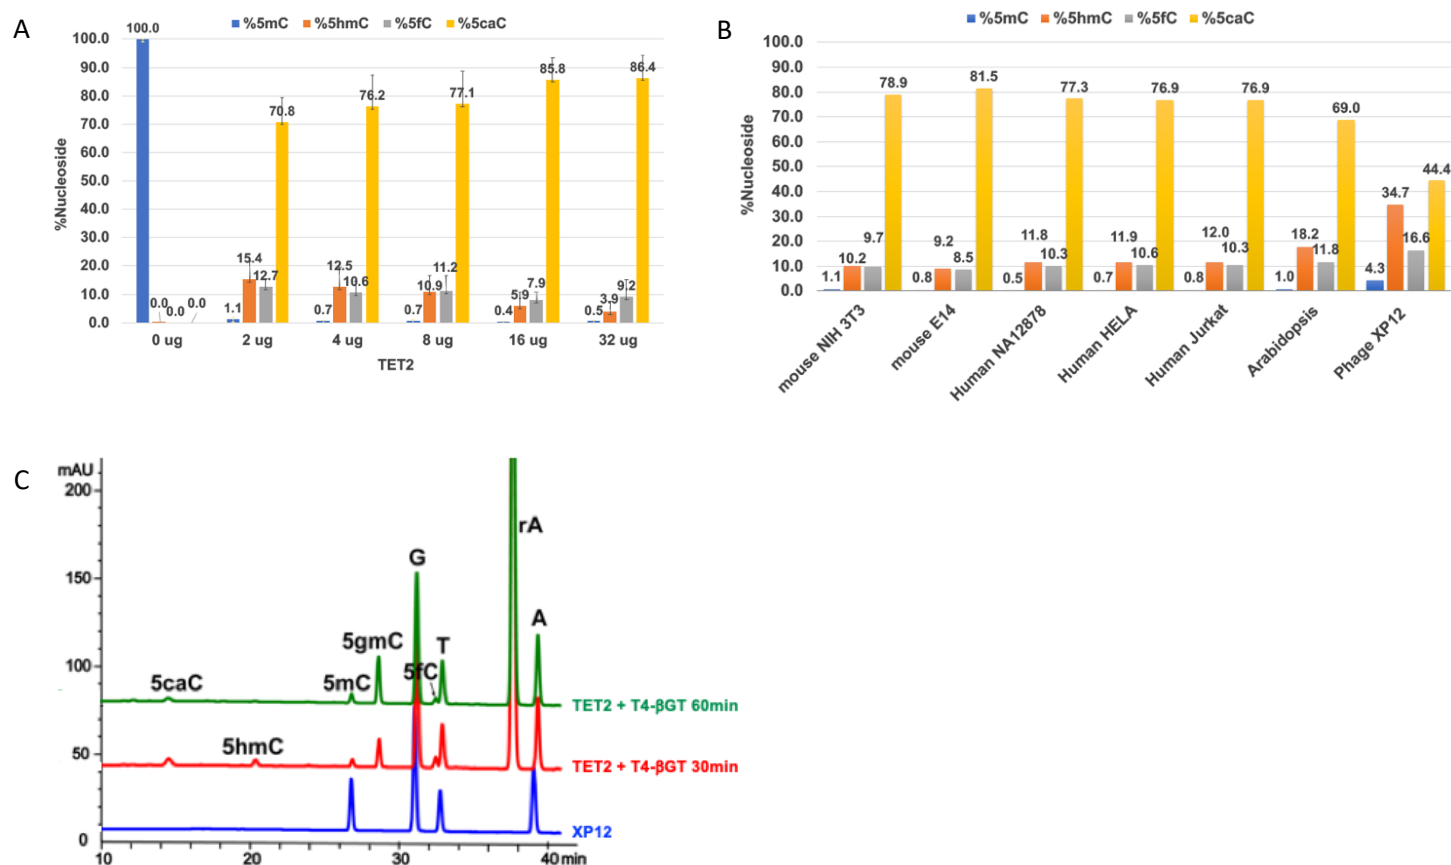 A
%5mC %5hmC %5fC %5caC
100.0
90.0
80.0
70.0
60.0
50.0
40.0
30.0
20.0
10.0
0.0
%Nucleoside
100.0 0.0 0.0 0.0
1.1 15.4 12.7 70.8
0.7 12.5 10.6 76.2
0.7 10.9 11.2 77.1
0.4 5.9 7.9 85.8
0.5 3.9 9.2 86.4
0 ug 2 ug 4 ug 8 ug 16 ug 32 ug
TET2
B
%5mC %5hmC %5fC %5caC
100.0
90.0
80.0
70.0
60.0
50.0
40.0
30.0
20.0
10.0
0.0
%Nucleoside
1.1 10.2 9.7 78.9
0.8 9.2 8.5 81.5
0.5 11.8 10.3 77.3
0.7 11.9 10.6 76.9
0.8 12.0 10.3 76.9
1.0 18.2 11.8 69.0
4.3 34.7 16.6 44.4
mouse NIH 3T3
mouse E14
Human NA12878
Human HELA
Human Jurkat
Arabidopsis
Phage XP12
C
mAU
200
150
100
50
0
rA
G
A
5gmC T
5fC
5caC 5mC
TET2 + T4-βGT 60min
5hmC
TET2 + T4-βGT 30min
XP12
10 20 30 40 min